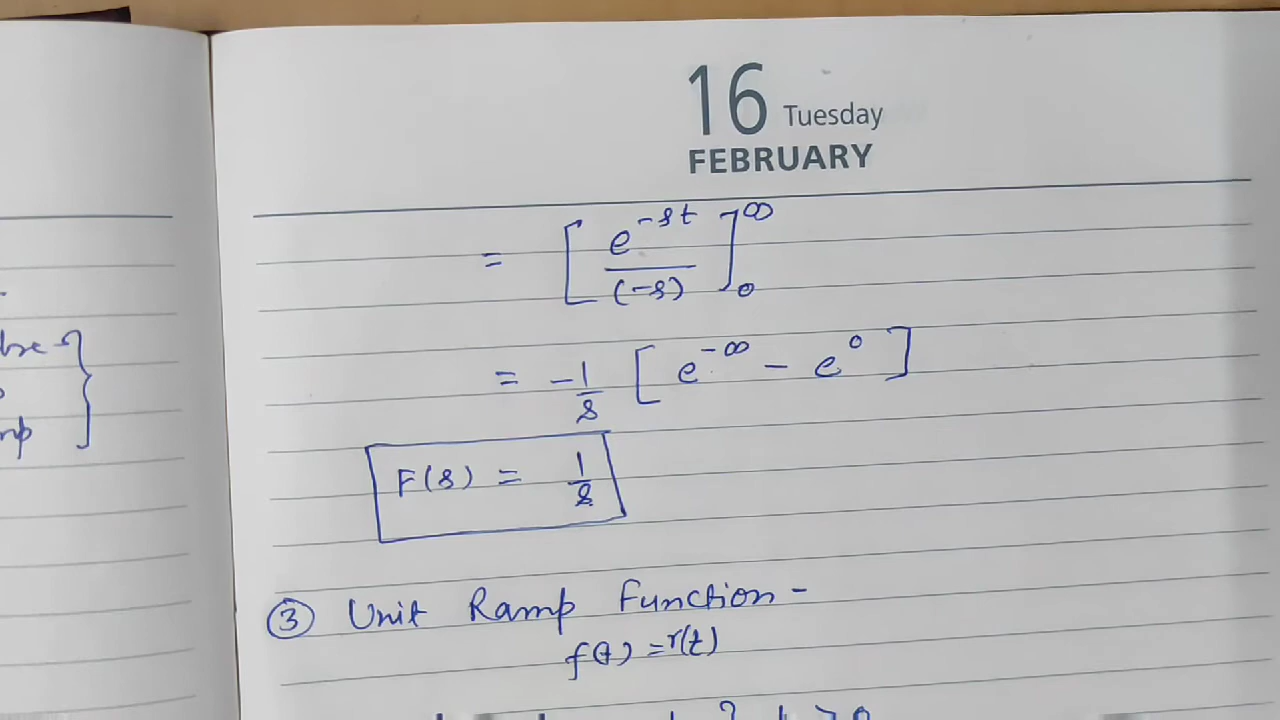 16 Tuesday
FEBRUARY
= [ e^-st / (-s) ]_0^∞
= -1/s [ e^-∞ - e^0 ]
F(s) = 1/s
③ Unit Ramp Function -
f(t) = r(t)